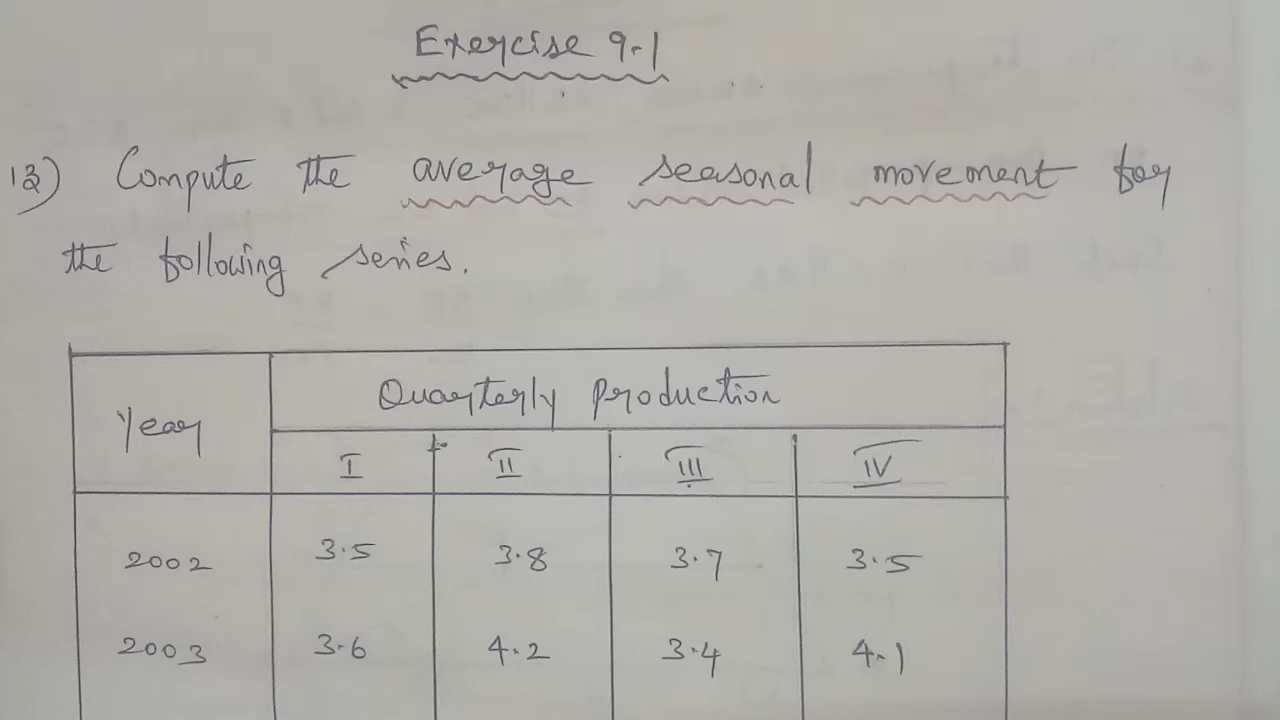 Exercise 9.1
13) Compute the average seasonal movement for
the following series.
Year Quarterly production
I II III IV
2002 3.5 3.8 3.7 3.5
2003 3.6 4.2 3.4 4.1